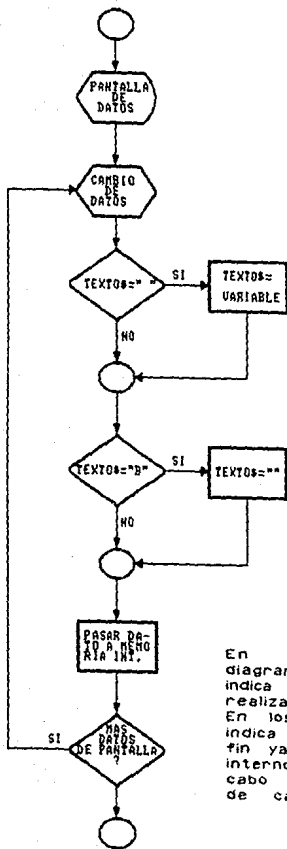 PANTALLA
DE
DATOS
CAMBIO
DE
DATOS
TEXTO$=" "
SI
TEXTO$=
VARIABLE
NO
TEXTO$="B"
SI
TEXTO$=""
NO
PASAR DA-
TO A MEMO
RIA INT.
MAS
DATOS
DE PANTALLA
?
SI
En
diagram
indica
realiza
En los
indica
fin ya
interno
cabo
de ca